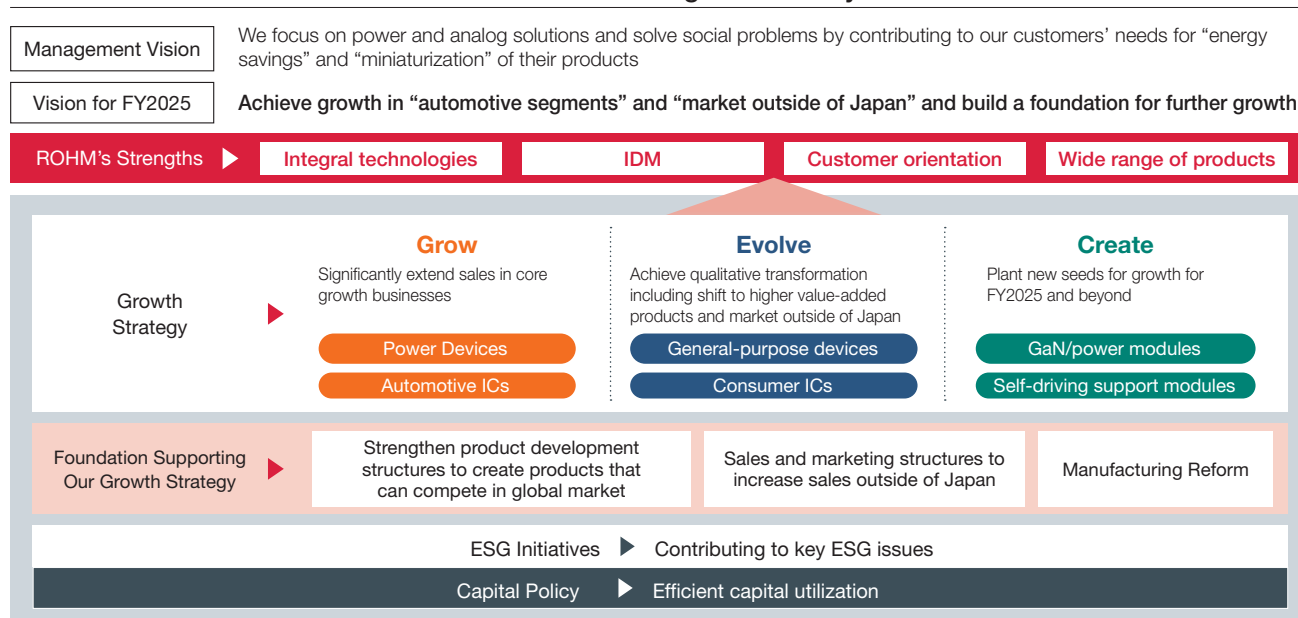 Management Vision
We focus on power and analog solutions and solve social problems by contributing to our customers’ needs for “energy
savings” and “miniaturization” of their products
Vision for FY2025
Achieve growth in “automotive segments” and “market outside of Japan” and build a foundation for further growth
ROHM’s Strengths
Integral technologies
IDM
Customer orientation
Wide range of products
Growth
Strategy
Grow
Significantly extend sales in core
growth businesses
Power Devices
Automotive ICs
Evolve
Achieve qualitative transformation
including shift to higher value-added
products and market outside of Japan
General-purpose devices
Consumer ICs
Create
Plant new seeds for growth for
FY2025 and beyond
GaN/power modules
Self-driving support modules
Foundation Supporting
Our Growth Strategy
Strengthen product development
structures to create products that
can compete in global market
Sales and marketing structures to
increase sales outside of Japan
Manufacturing Reform
ESG Initiatives
Contributing to key ESG issues
Capital Policy
Efficient capital utilization